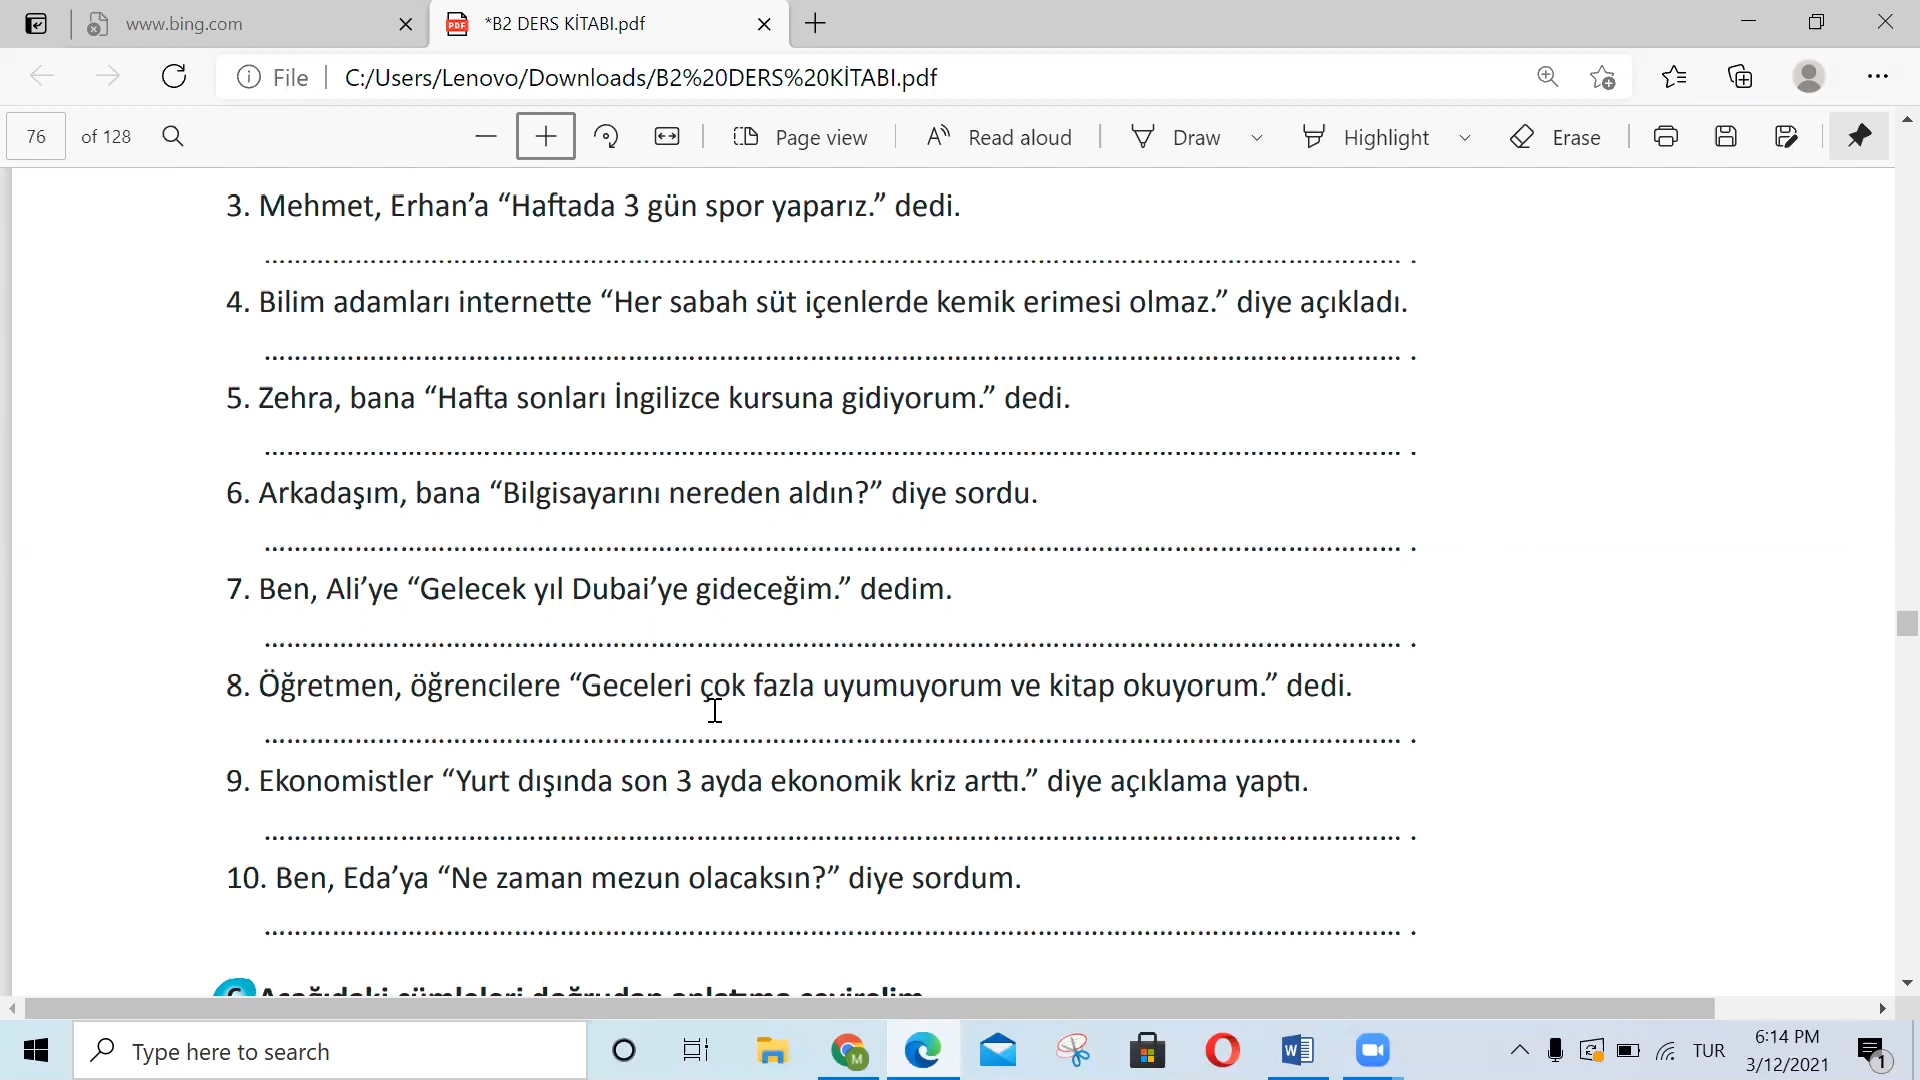 www.bing.com
*B2 DERS KİTABI.pdf
File | C:/Users/Lenovo/Downloads/B2%20DERS%20KİTABI.pdf
76 of 128 Page view Read aloud Draw Highlight Erase
3. Mehmet, Erhan’a “Haftada 3 gün spor yaparız.” dedi.
4. Bilim adamları internette “Her sabah süt içenlerde kemik erimesi olmaz.” diye açıkladı.
5. Zehra, bana “Hafta sonları İngilizce kursuna gidiyorum.” dedi.
6. Arkadaşım, bana “Bilgisayarını nereden aldın?” diye sordu.
7. Ben, Ali’ye “Gelecek yıl Dubai’ye gideceğim.” dedim.
8. Öğretmen, öğrencilere “Geceleri çok fazla uyumuyorum ve kitap okuyorum.” dedi.
9. Ekonomistler “Yurt dışında son 3 ayda ekonomik kriz arttı.” diye açıklama yaptı.
10. Ben, Eda’ya “Ne zaman mezun olacaksın?” diye sordum.
Aşağıdaki cümleleri doğrudan anlatıma çevirelim
Type here to search
TUR
6:14 PM
3/12/2021
1